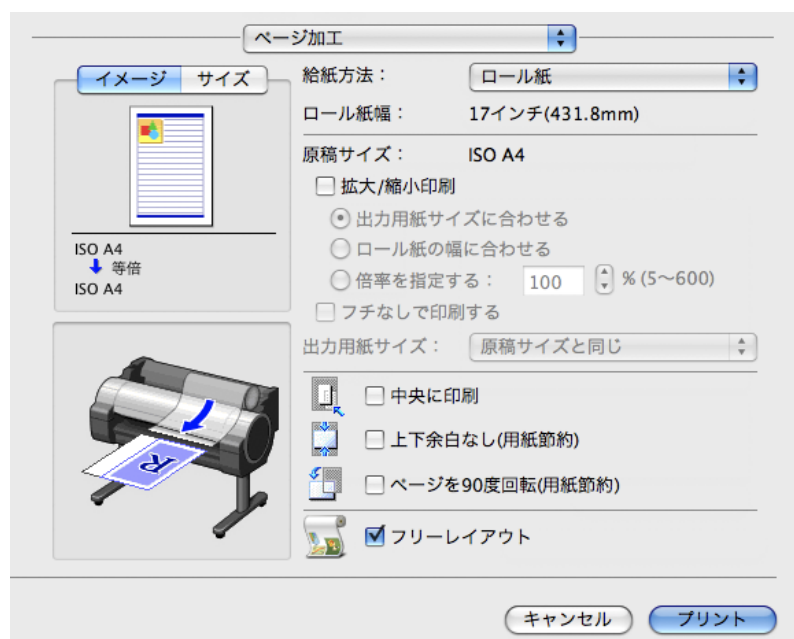 ページ加工
イメージ サイズ
給紙方法： ロール紙
ロール紙幅： 17インチ(431.8mm)
原稿サイズ： ISO A4
拡大/縮小印刷
出力用紙サイズに合わせる
ロール紙の幅に合わせる
倍率を指定する： 100 % (5～600)
フチなしで印刷する
出力用紙サイズ： 原稿サイズと同じ
ISO A4
等倍
ISO A4
R
中央に印刷
上下余白なし(用紙節約)
ページを90度回転(用紙節約)
フリーレイアウト
キャンセル プリント